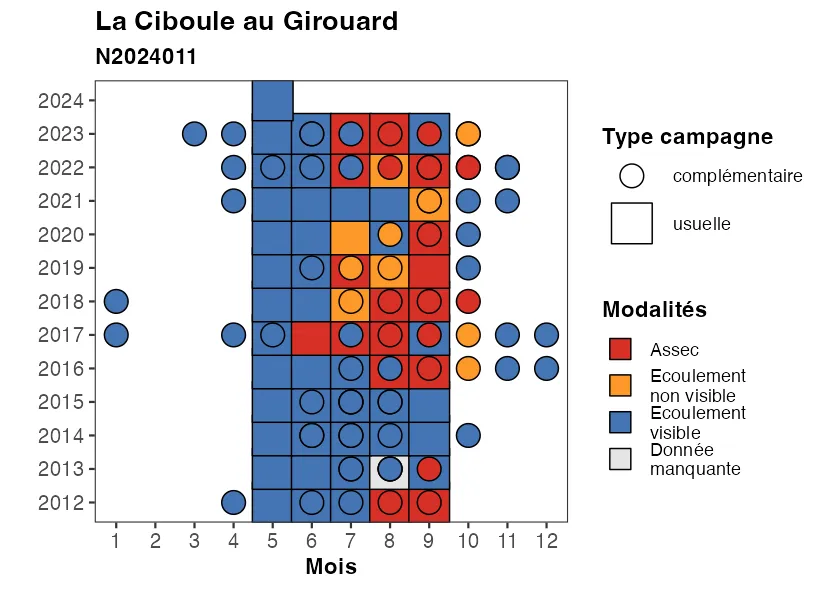 La Ciboule au Girouard
N2024011
2024
2023
2022
2021
2020
2019
2018
2017
2016
2015
2014
2013
2012
1 2 3 4 5 6 7 8 9 10 11 12
Mois
Type campagne
complémentaire
usuelle
Modalités
Assec
Ecoulement
non visible
Ecoulement
visible
Donnée
manquante